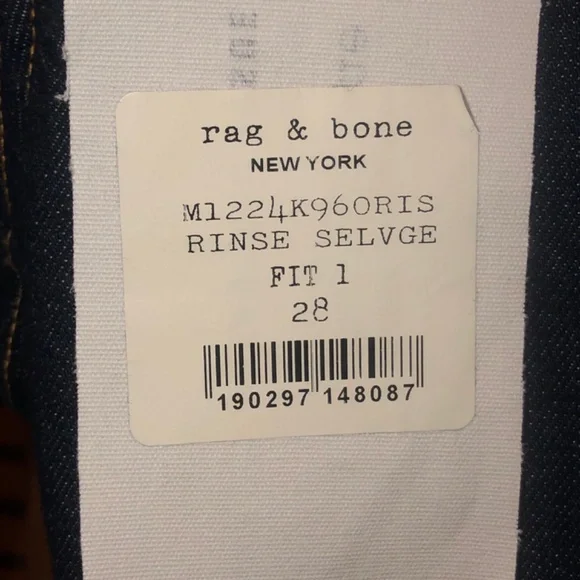 rag & bone
NEW YORK
M1224K960RIS
RINSE SELVGE
FIT 1
28
190297 148087